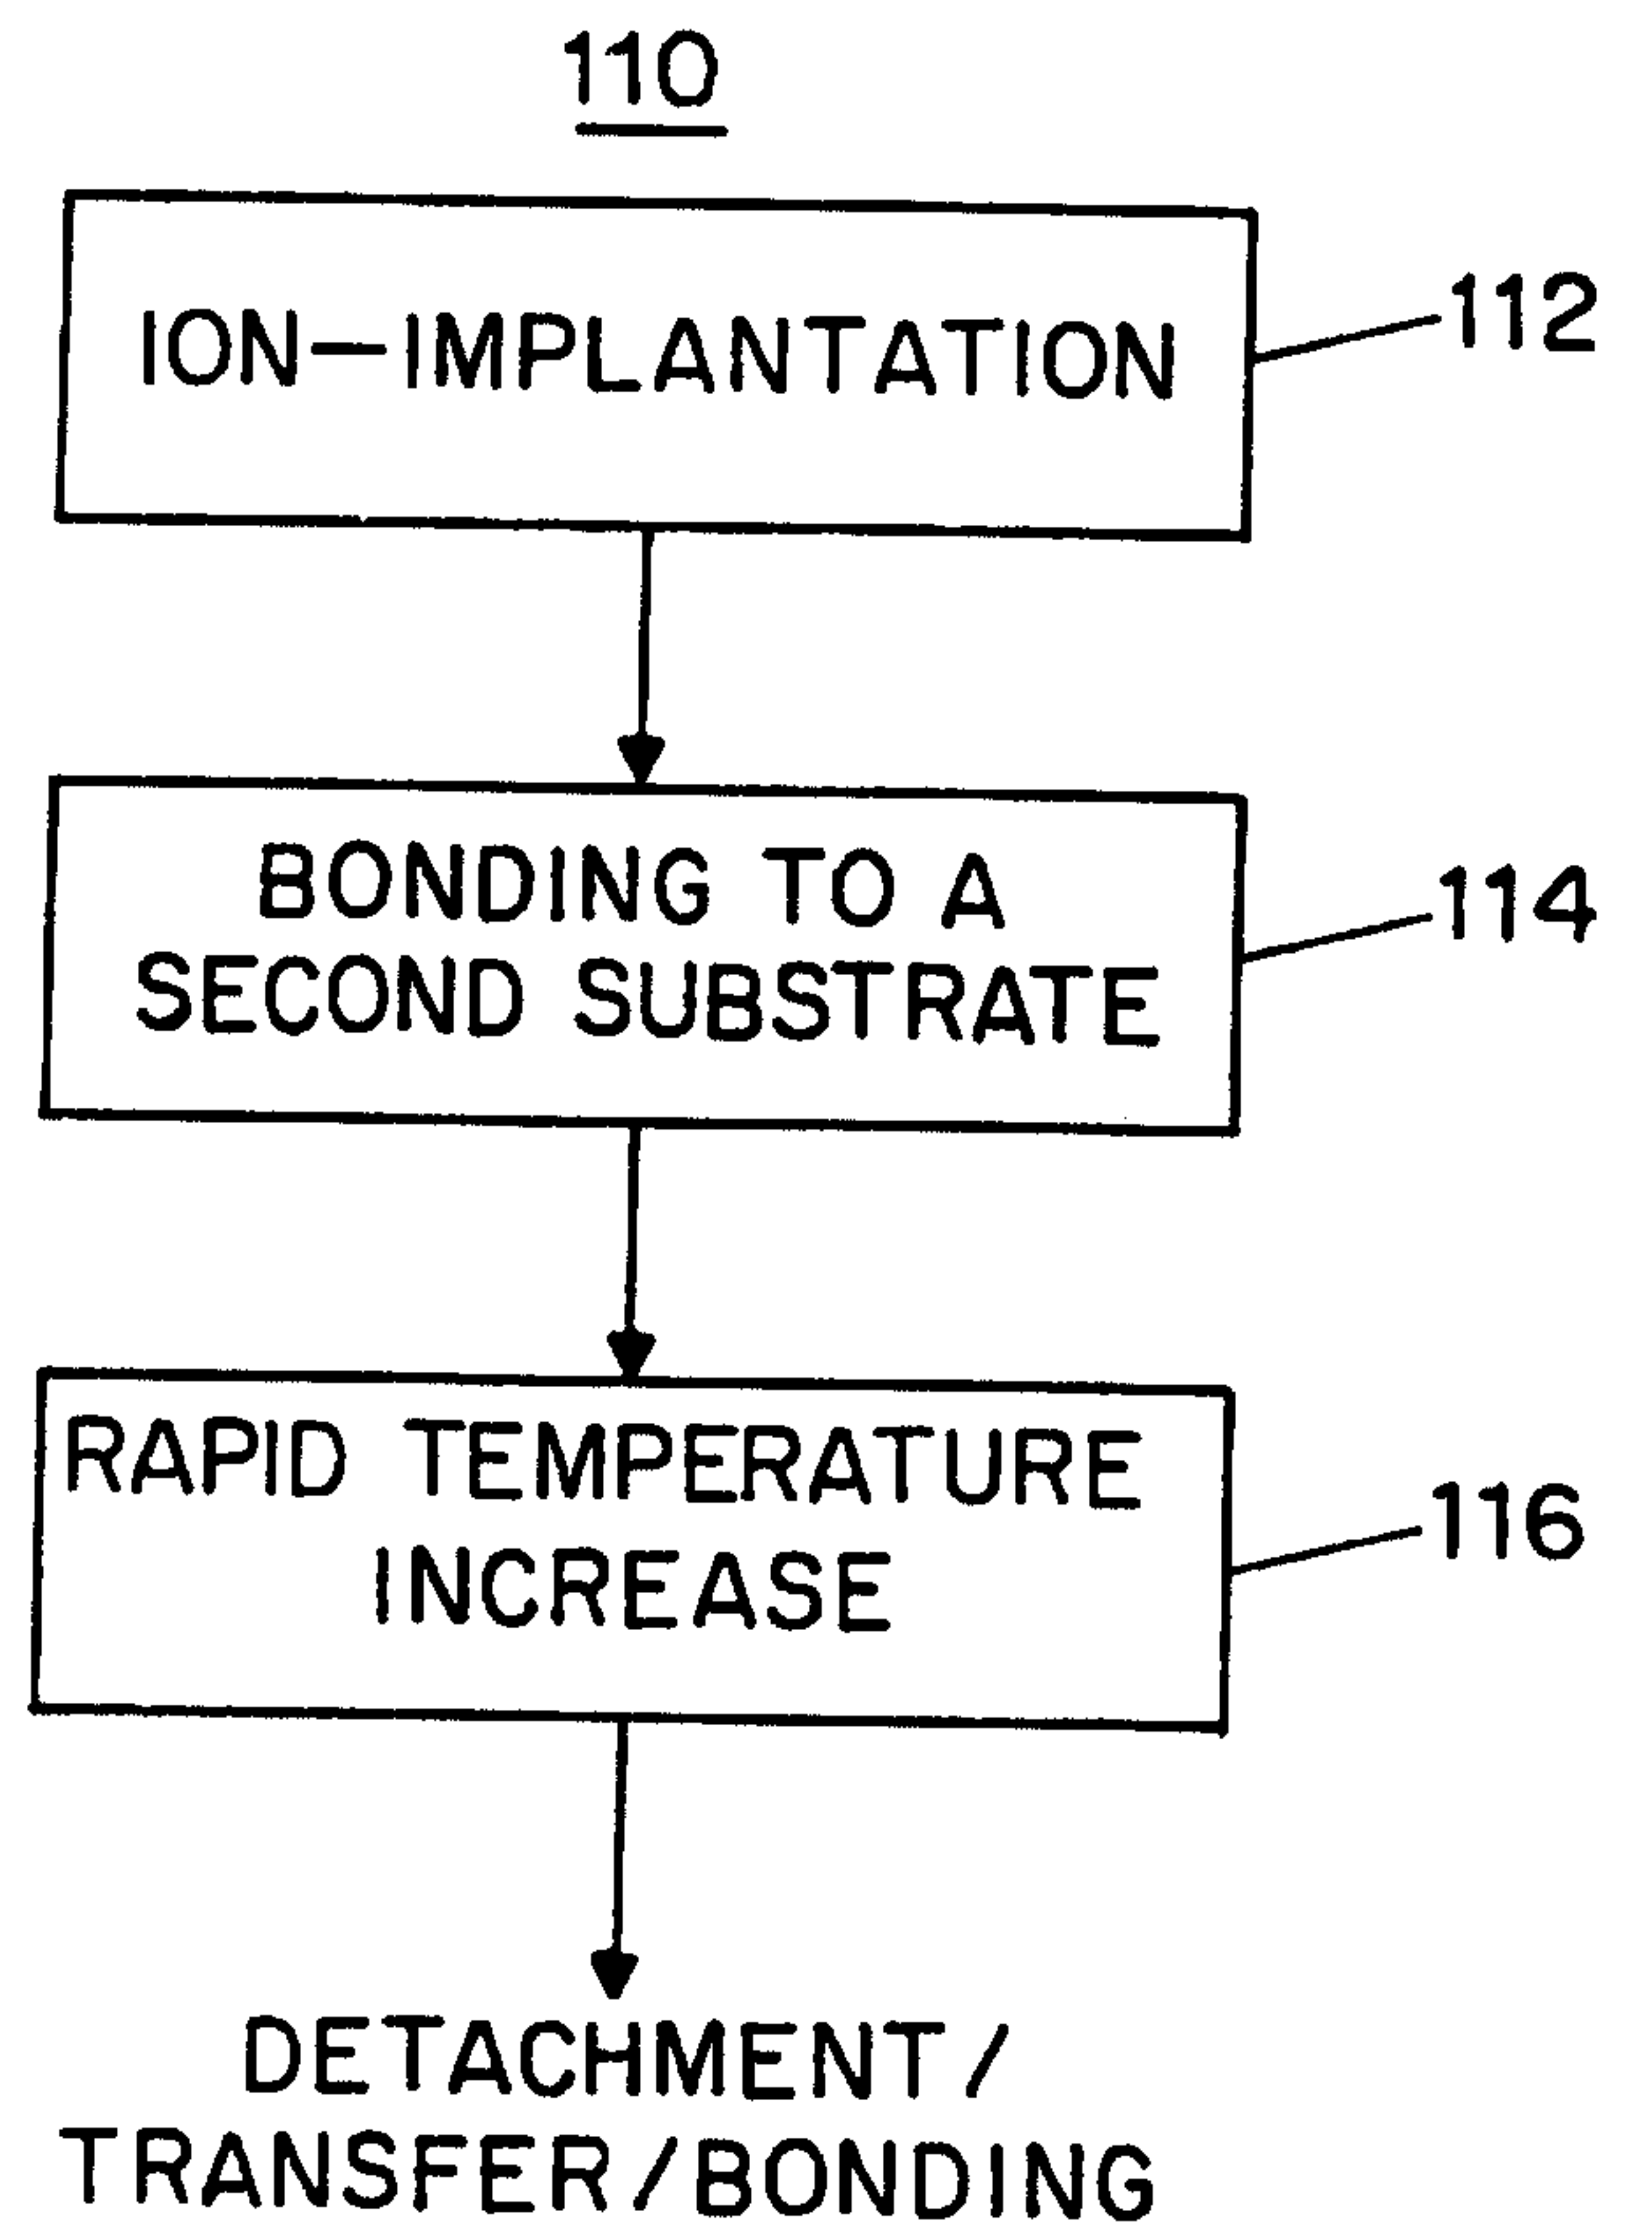 110
ION-IMPLANTATION
112
BONDING TO A
SECOND SUBSTRATE
114
RAPID TEMPERATURE
INCREASE
116
DETACHMENT/
TRANSFER/BONDING